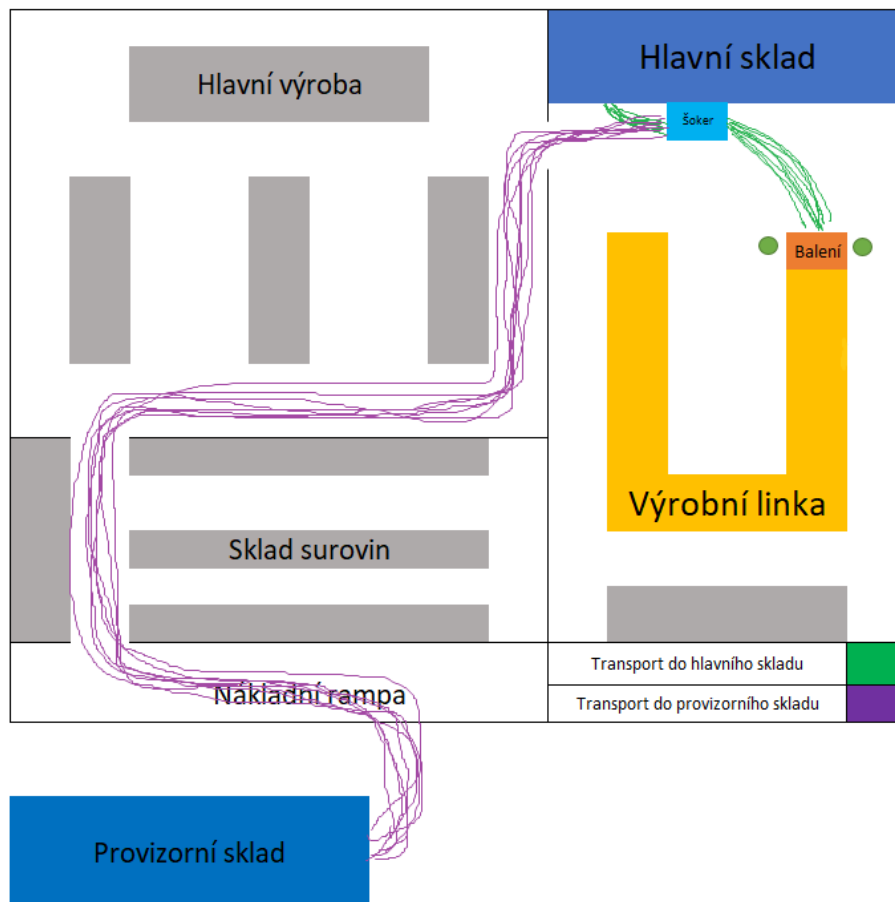 Hlavní výroba
Hlavní sklad
Šoker
Balení
Výrobní linka
Sklad surovin
Nákladní rampa
Transport do hlavního skladu
Transport do provizorního skladu
Provizorní sklad